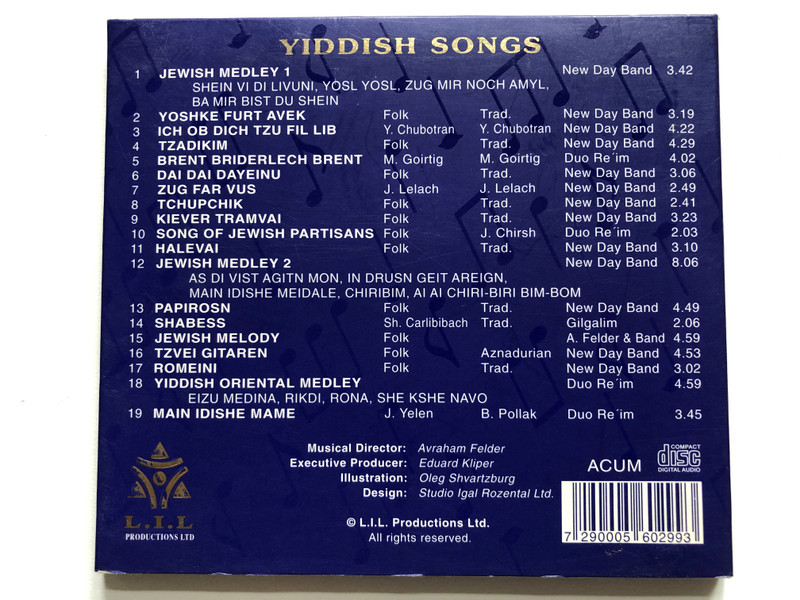 YIDDISH SONGS
1 JEWISH MEDLEY 1 New Day Band 3.42
SHEIN VI DI LIVUNI, YOSL YOSL, ZUG MIR NOCH AMYL,
BA MIR BIST DU SHEIN
2 YOSHKE FURT AVEK Folk Trad. New Day Band 3.19
3 ICH OB DICH TZU FIL LIB Y. Chubotran Y. Chubotran New Day Band 4.22
4 TZADIKIM Folk Trad. New Day Band 4.29
5 BRENT BRIDERLECH BRENT M. Goirtig M. Goirtig Duo Re´im 4.02
6 DAI DAI DAYEINU Folk Trad. New Day Band 3.06
7 ZUG FAR VUS J. Lelach J. Lelach New Day Band 2.49
8 TCHUPCHIK Folk Trad. New Day Band 2.41
9 KIEVER TRAMVAI Folk Trad. New Day Band 3.23
10 SONG OF JEWISH PARTISANS Folk J. Chirsh Duo Re´im 2.03
11 HALEVAI Folk Trad. New Day Band 3.10
12 JEWISH MEDLEY 2 New Day Band 8.06
AS DI VIST AGITN MON, IN DRUSN GEIT AREIGN,
MAIN IDISHE MEIDALE, CHIRIBIM, AI AI CHIRI-BIRI BIM-BOM
13 PAPIROSN Folk Trad. New Day Band 4.49
14 SHABESS Sh. Carlibibach Trad. Gilgalim 2.06
15 JEWISH MELODY Folk A. Felder & Band 4.59
16 TZVEI GITAREN Folk Aznadurian New Day Band 4.53
17 ROMEINI Folk Trad. New Day Band 3.02
18 YIDDISH ORIENTAL MEDLEY Duo Re´im 4.59
EIZU MEDINA, RIKDI, RONA, SHE KSHE NAVO
19 MAIN IDISHE MAME J. Yelen B. Pollak Duo Re´im 3.45
Musical Director: Avraham Felder
Executive Producer: Eduard Kliper
Illustration: Oleg Shvartzburg
Design: Studio Igal Rozental Ltd.
© L.I.L. Productions Ltd.
All rights reserved.
L.I.L
PRODUCTIONS LTD
ACUM
COMPACT
disc
DIGITAL AUDIO
7 290005 602993